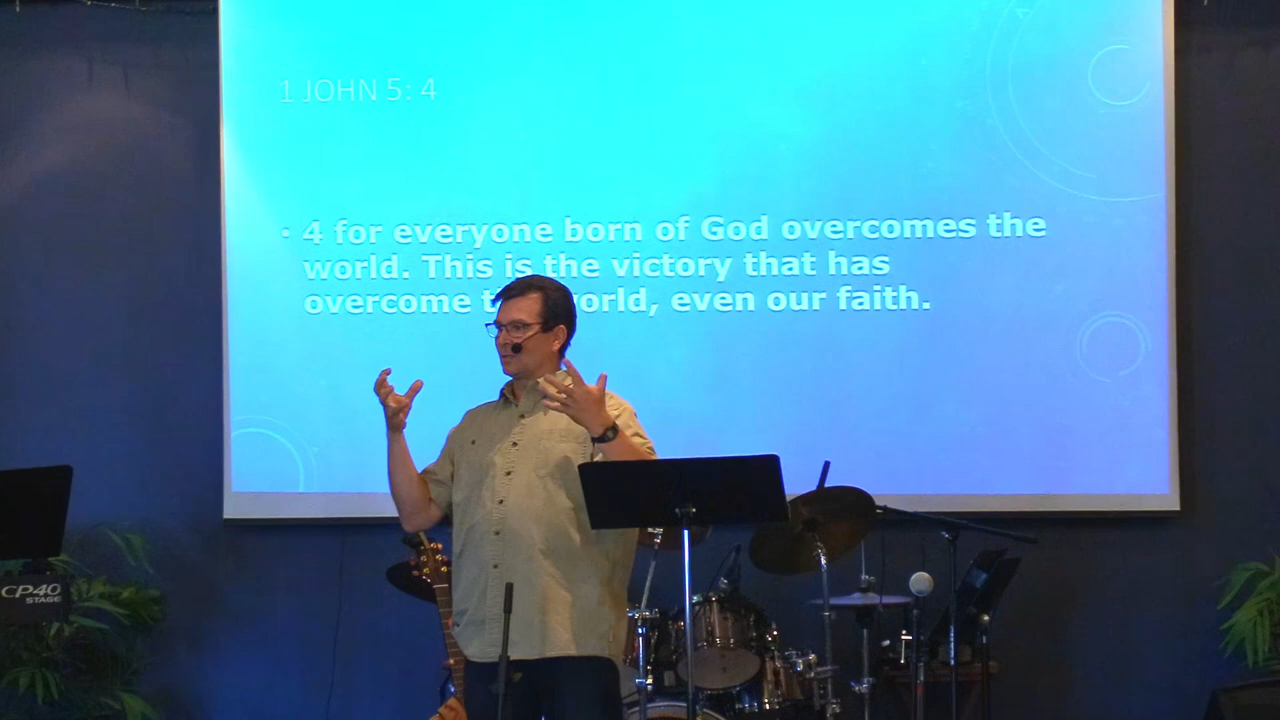 1 JOHN 5: 4
• 4 for everyone born of God overcomes the
world. This is the victory that has
overcome world, even our faith.
CP40
STAGE